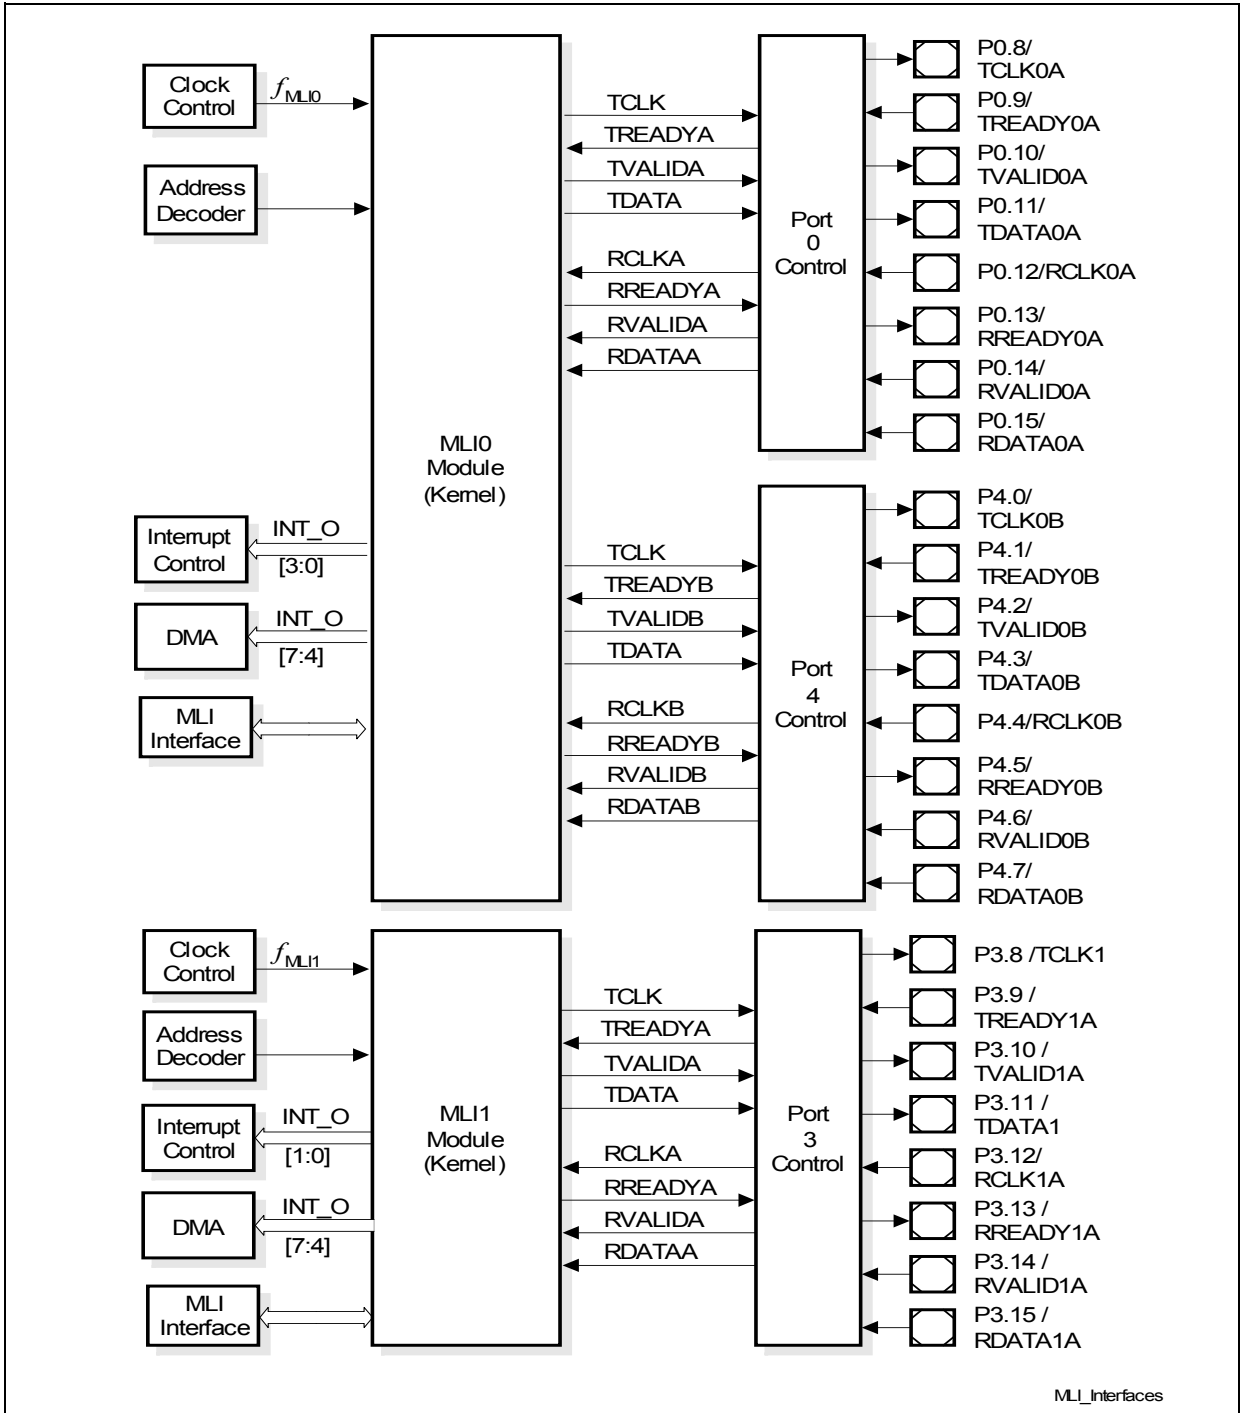 Clock
Control
fMLI0
Address
Decoder
MLI0
Module
(Kernel)
Interrupt
Control
INT_O
[3:0]
DMA
INT_O
[7:4]
MLI
Interface
TCLK
TREADYA
TVALIDA
TDATA
RCLKA
RREADYA
RVALIDA
RDATAA
Port
0
Control
P0.8/
TCLK0A
P0.9/
TREADY0A
P0.10/
TVALID0A
P0.11/
TDATA0A
P0.12/RCLK0A
P0.13/
RREADY0A
P0.14/
RVALID0A
P0.15/
RDATA0A
TCLK
TREADYB
TVALIDB
TDATA
RCLKB
RREADYB
RVALIDB
RDATAB
Port
4
Control
P4.0/
TCLK0B
P4.1/
TREADY0B
P4.2/
TVALID0B
P4.3/
TDATA0B
P4.4/RCLK0B
P4.5/
RREADY0B
P4.6/
RVALID0B
P4.7/
RDATA0B
Clock
Control
fMLI1
Address
Decoder
Interrupt
Control
INT_O
[1:0]
DMA
INT_O
[7:4]
MLI
Interface
MLI1
Module
(Kernel)
TCLK
TREADYA
TVALIDA
TDATA
RCLKA
RREADYA
RVALIDA
RDATAA
Port
3
Control
P3.8 /TCLK1
P3.9 /
TREADY1A
P3.10 /
TVALID1A
P3.11 /
TDATA1
P3.12/
RCLK1A
P3.13 /
RREADY1A
P3.14 /
RVALID1A
P3.15 /
RDATA1A
MLI_Interfaces